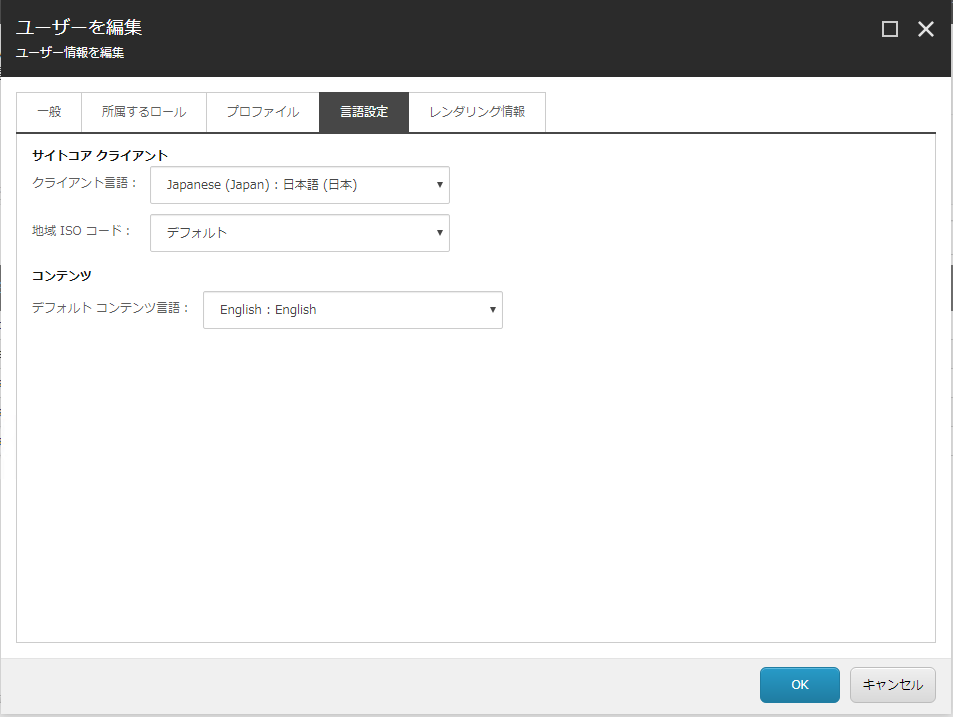 ユーザーを編集
ユーザー情報を編集
一般 所属するロール プロファイル 言語設定 レンダリング情報
サイトコア クライアント
クライアント言語： Japanese (Japan) : 日本語 (日本)
地域 ISO コード： デフォルト
コンテンツ
デフォルト コンテンツ言語： English : English
OK キャンセル